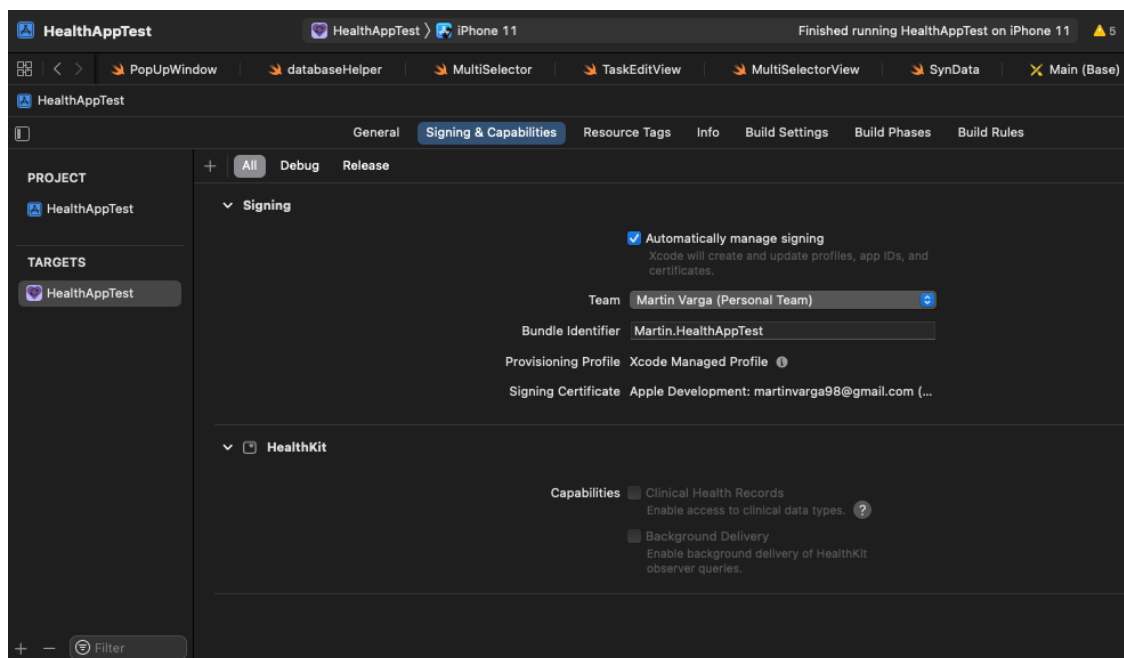 HealthAppTest
HealthAppTest 〉 iPhone 11
Finished running HealthAppTest on iPhone 11
5
PopUpWindow
databaseHelper
MultiSelector
TaskEditView
MultiSelectorView
SynData
Main (Base)
HealthAppTest
General
Signing & Capabilities
Resource Tags
Info
Build Settings
Build Phases
Build Rules
PROJECT
HealthAppTest
TARGETS
HealthAppTest
Filter
+
All
Debug
Release
Signing
Automatically manage signing
Xcode will create and update profiles, app IDs, and
certificates.
Team
Martin Varga (Personal Team)
Bundle Identifier
Martin.HealthAppTest
Provisioning Profile
Xcode Managed Profile
Signing Certificate
Apple Development: martinvarga98@gmail.com (...
HealthKit
Capabilities
Clinical Health Records
Enable access to clinical data types.
?
Background Delivery
Enable background delivery of HealthKit
observer queries.